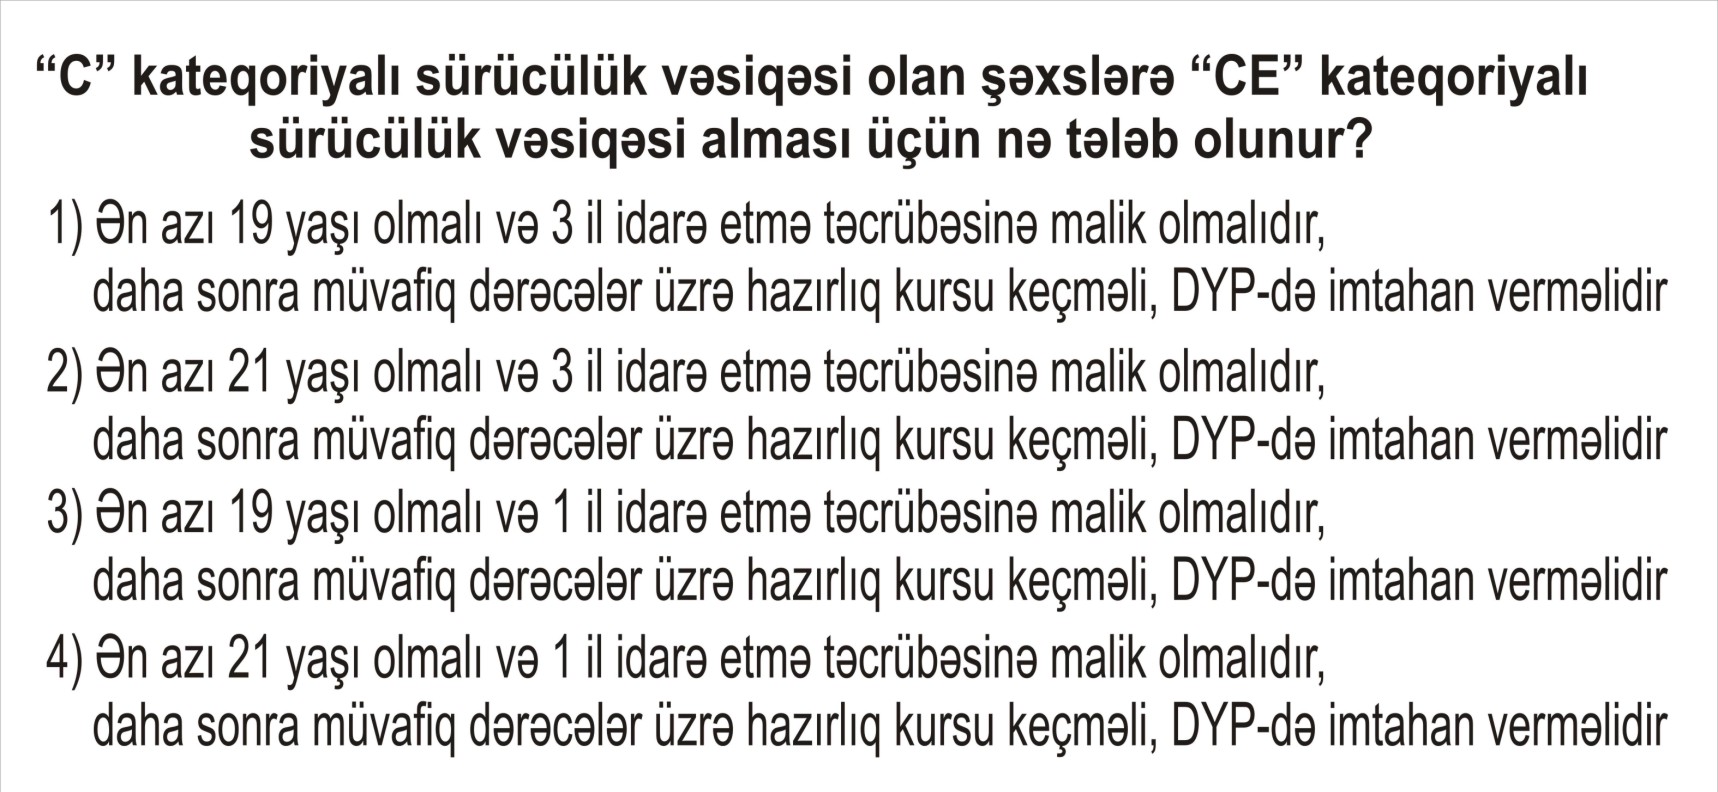 “C” kateqoriyalı sürücülük vəsiqəsi olan şəxslərə “CE” kateqoriyalı
sürücülük vəsiqəsi alması üçün nə tələb olunur?
1) Ən azı 19 yaşı olmalı və 3 il idarə etmə təcrübəsinə malik olmalıdır,
daha sonra müvafiq dərəcələr üzrə hazırlıq kursu keçməli, DYP-də imtahan verməlidir
2) Ən azı 21 yaşı olmalı və 3 il idarə etmə təcrübəsinə malik olmalıdır,
daha sonra müvafiq dərəcələr üzrə hazırlıq kursu keçməli, DYP-də imtahan verməlidir
3) Ən azı 19 yaşı olmalı və 1 il idarə etmə təcrübəsinə malik olmalıdır,
daha sonra müvafiq dərəcələr üzrə hazırlıq kursu keçməli, DYP-də imtahan verməlidir
4) Ən azı 21 yaşı olmalı və 1 il idarə etmə təcrübəsinə malik olmalıdır,
daha sonra müvafiq dərəcələr üzrə hazırlıq kursu keçməli, DYP-də imtahan verməlidir